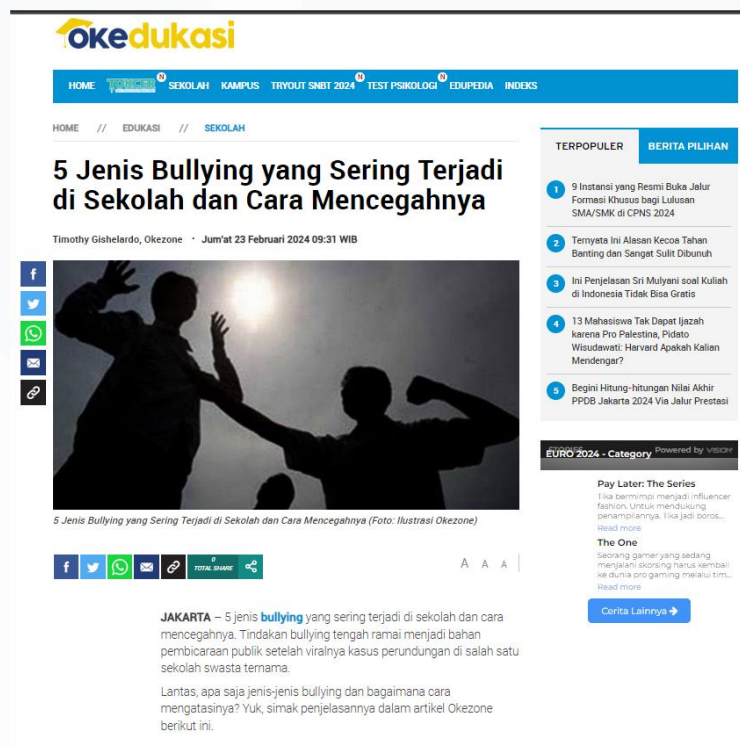 okedukasi
HOME TONCER N SEKOLAH KAMPUS TRYOUT SNBT 2024 N TEST PSIKOLOGI N EDUPEDIA INDEKS
HOME // EDUKASI // SEKOLAH
5 Jenis Bullying yang Sering Terjadi
di Sekolah dan Cara Mencegahnya
Timothy Gishelardo, Okezone · Jum'at 23 Februari 2024 09:31 WIB
5 Jenis Bullying yang Sering Terjadi di Sekolah dan Cara Mencegahnya (Foto: Ilustrasi Okezone)
0
TOTAL SHARE
A A A
JAKARTA – 5 jenis bullying yang sering terjadi di sekolah dan cara
mencegahnya. Tindakan bullying tengah ramai menjadi bahan
pembicaraan publik setelah viralnya kasus perundungan di salah satu
sekolah swasta ternama.
Lantas, apa saja jenis-jenis bullying dan bagaimana cara
mengatasinya? Yuk, simak penjelasannya dalam artikel Okezone
berikut ini.
TERPOPULER BERITA PILIHAN
1 9 Instansi yang Resmi Buka Jalur
Formasi Khusus bagi Lulusan
SMA/SMK di CPNS 2024
2 Ternyata Ini Alasan Kecoa Tahan
Banting dan Sangat Sulit Dibunuh
3 Ini Penjelasan Sri Mulyani soal Kuliah
di Indonesia Tidak Bisa Gratis
4 13 Mahasiswa Tak Dapat Ijazah
karena Pro Palestina, Pidato
Wisudawati: Harvard Apakah Kalian
Mendengar?
5 Begini Hitung-hitungan Nilai Akhir
PPDB Jakarta 2024 Via Jalur Prestasi
STORIES
EURO 2024 - Category Powered by VISION
Pay Later: The Series
Tika bermimpi menjadi influencer
fashion. Untuk mendukung
penampilannya, Tika jadi boros...
Read more
The One
Seorang gamer yang sedang
menjalani skorsing harus kembali
ke dunia pro gaming melalui tim...
Read more
Cerita Lainnya